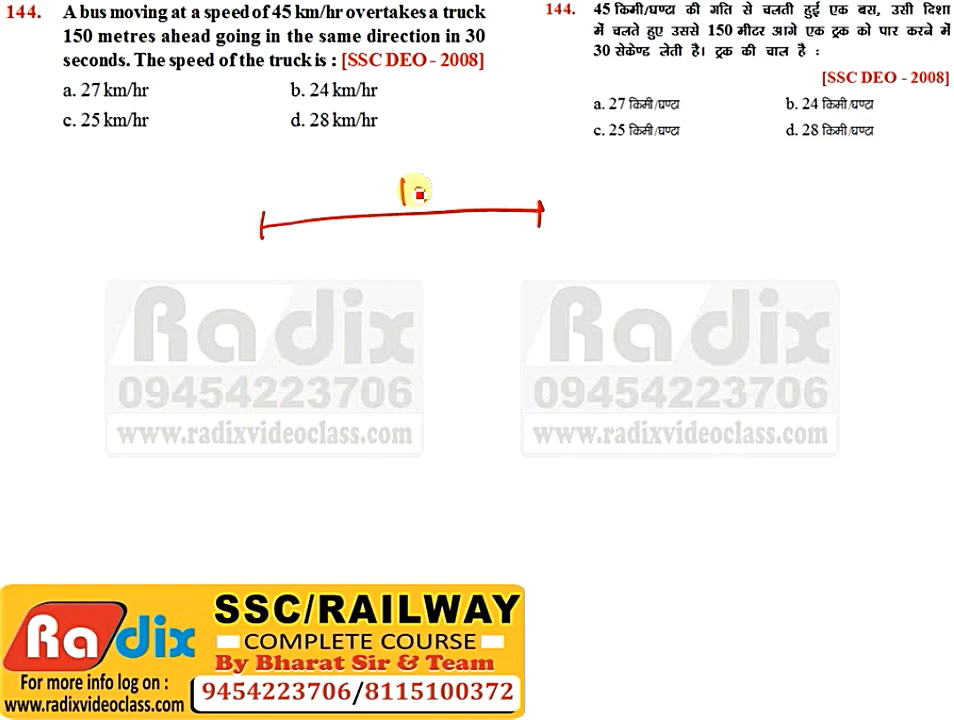 144. A bus moving at a speed of 45 km/hr overtakes a truck
150 metres ahead going in the same direction in 30
seconds. The speed of the truck is : [SSC DEO - 2008]
a. 27 km/hr b. 24 km/hr
c. 25 km/hr d. 28 km/hr
144. 45 किमी/घण्टा की गति से चलती हुई एक बस, उसी दिशा
में चलते हुए उससे 150 मीटर आगे एक ट्रक को पार करने में
30 सेकेण्ड लेती है। ट्रक की चाल है :
[SSC DEO - 2008]
a. 27 किमी/घण्टा b. 24 किमी/घण्टा
c. 25 किमी/घण्टा d. 28 किमी/घण्टा
Radix
09454223706
www.radixvideoclass.com
Radix
09454223706
www.radixvideoclass.com
Radix
For more info log on :
www.radixvideoclass.com
SSC/RAILWAY
COMPLETE COURSE
By Bharat Sir & Team
9454223706/8115100372